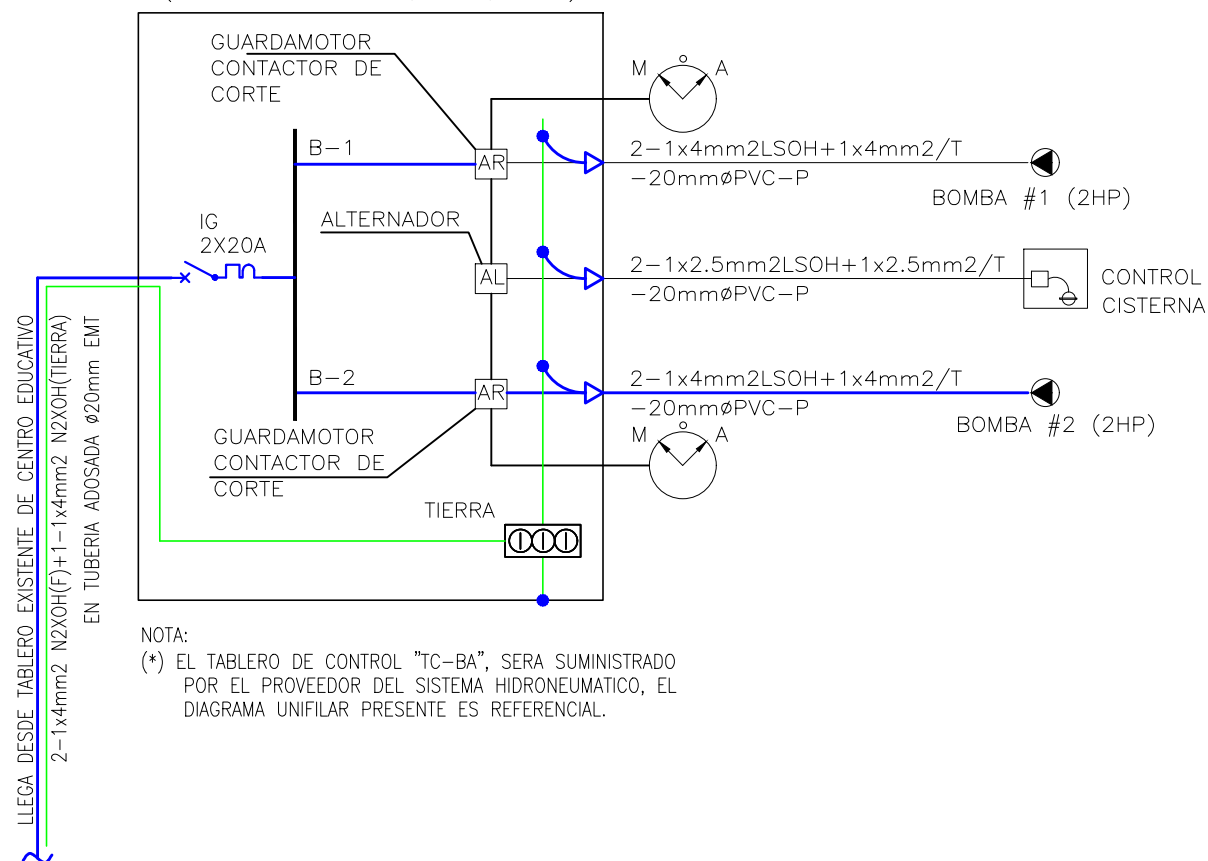 GUARDAMOTOR
CONTACTOR DE
CORTE
M
O
A
B-1
AR
2-1x4mm2LSOH+1x4mm2/T
-20mmøPVC-P
BOMBA #1 (2HP)
IG
2X20A
ALTERNADOR
AL
2-1x2.5mm2LSOH+1x2.5mm2/T
-20mmøPVC-P
CONTROL
CISTERNA
B-2
AR
2-1x4mm2LSOH+1x4mm2/T
-20mmøPVC-P
BOMBA #2 (2HP)
M
O
A
GUARDAMOTOR
CONTACTOR DE
CORTE
TIERRA
LLEGA DESDE TABLERO EXISTENTE DE CENTRO EDUCATIVO
2-1x4mm2 N2XOH(F)+1-1x4mm2 N2XOH(TIERRA)
EN TUBERIA ADOSADA ø20mm EMT
NOTA:
(*) EL TABLERO DE CONTROL "TC-BA", SERA SUMINISTRADO
POR EL PROVEEDOR DEL SISTEMA HIDRONEUMATICO, EL
DIAGRAMA UNIFILAR PRESENTE ES REFERENCIAL.